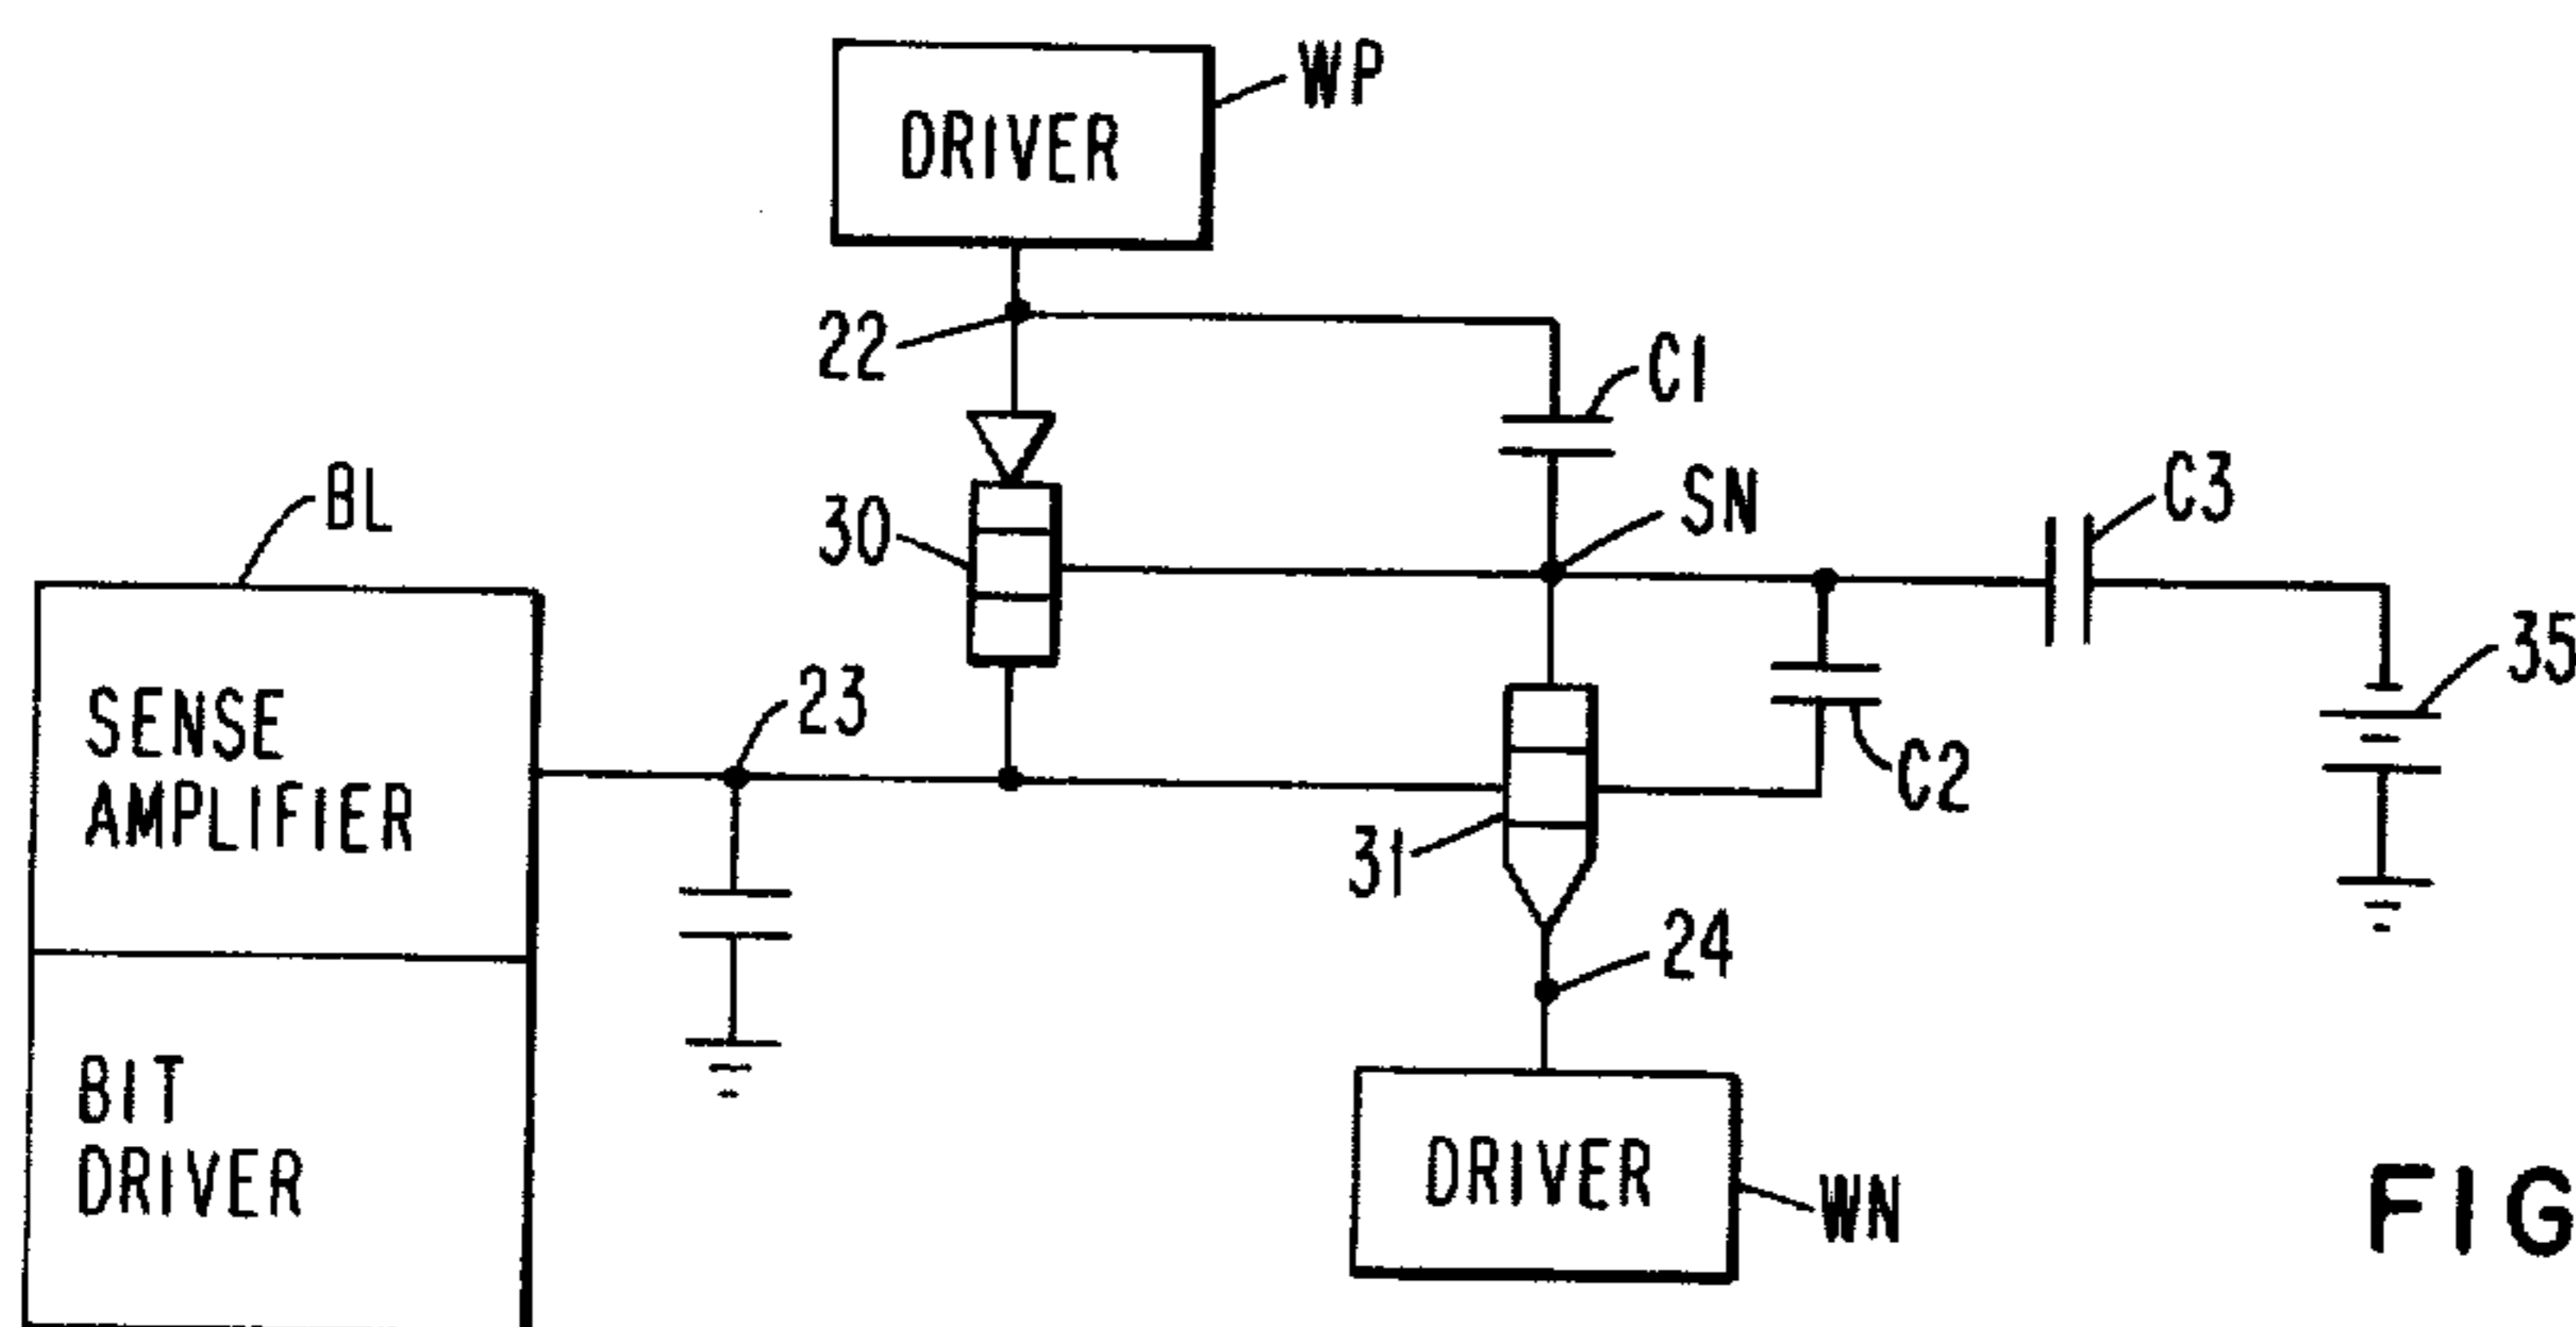 WP
DRIVER
22
C1
BL
30
SN
C3
23
35
SENSE
AMPLIFIER
C2
31
24
BIT
DRIVER
DRIVER
WN
FIG